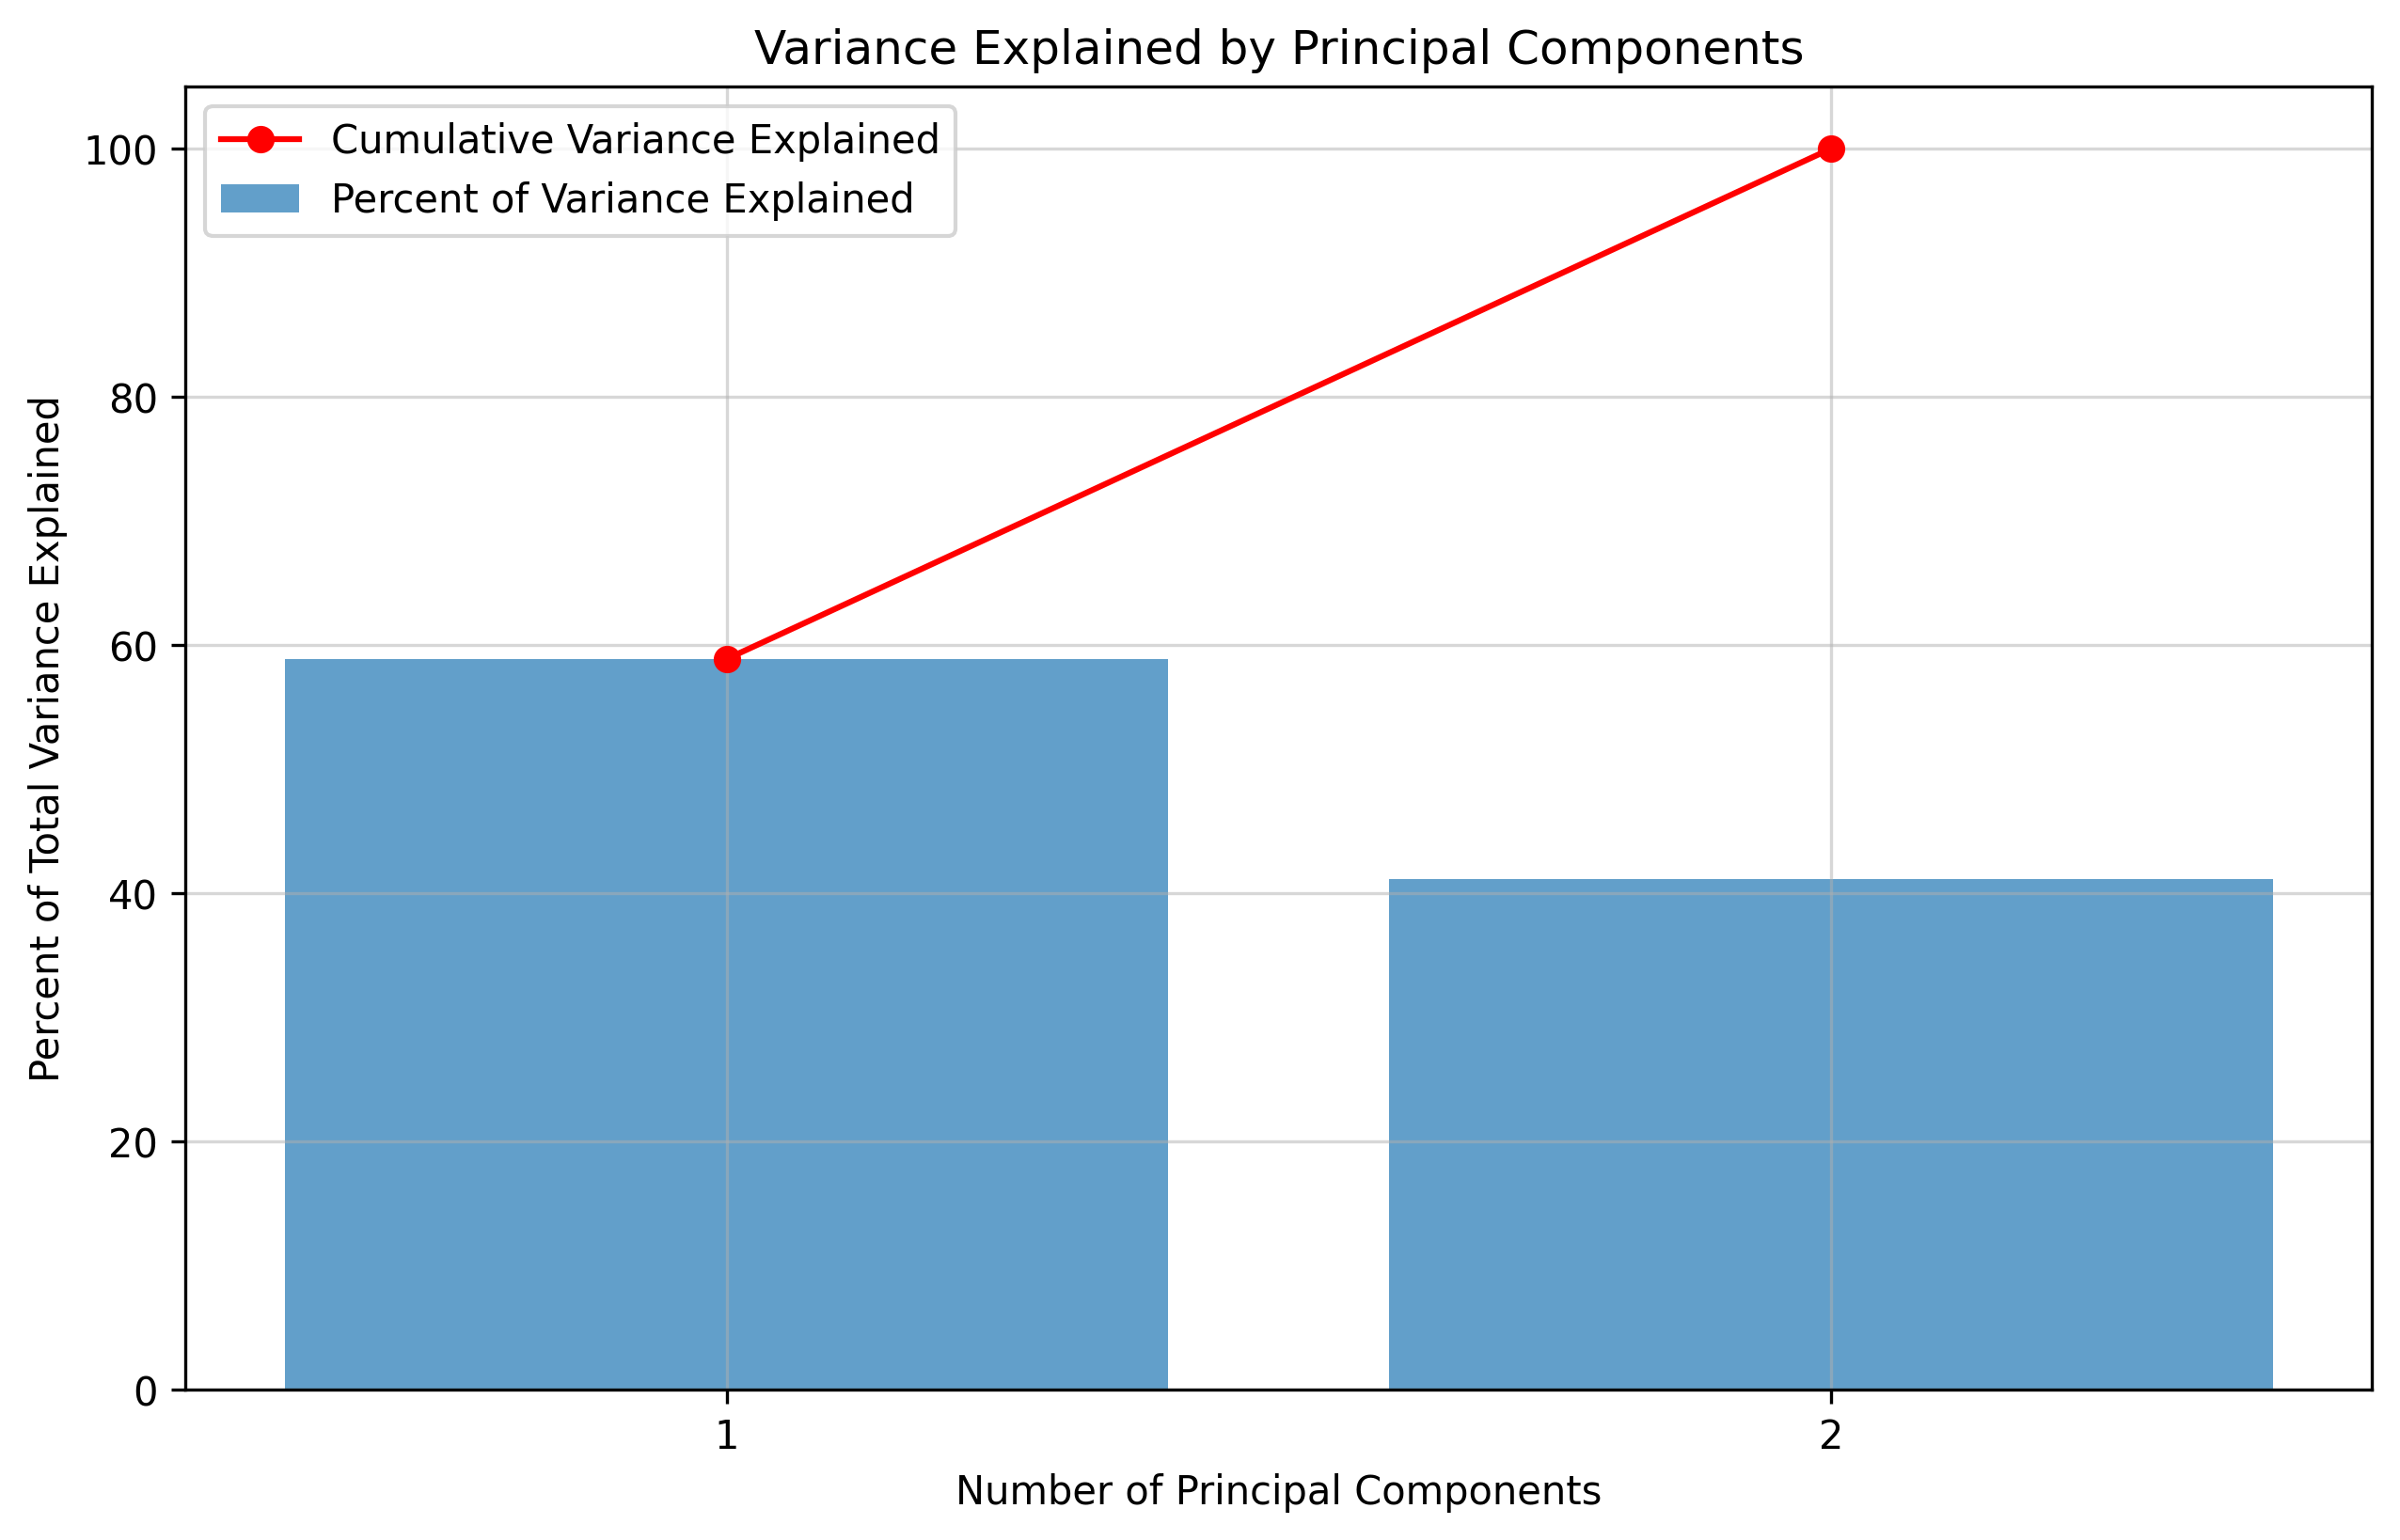 Variance Explained by Principal Components
Cumulative Variance Explained
Percent of Variance Explained
Percent of Total Variance Explained
100
80
60
40
20
0
1
2
Number of Principal Components